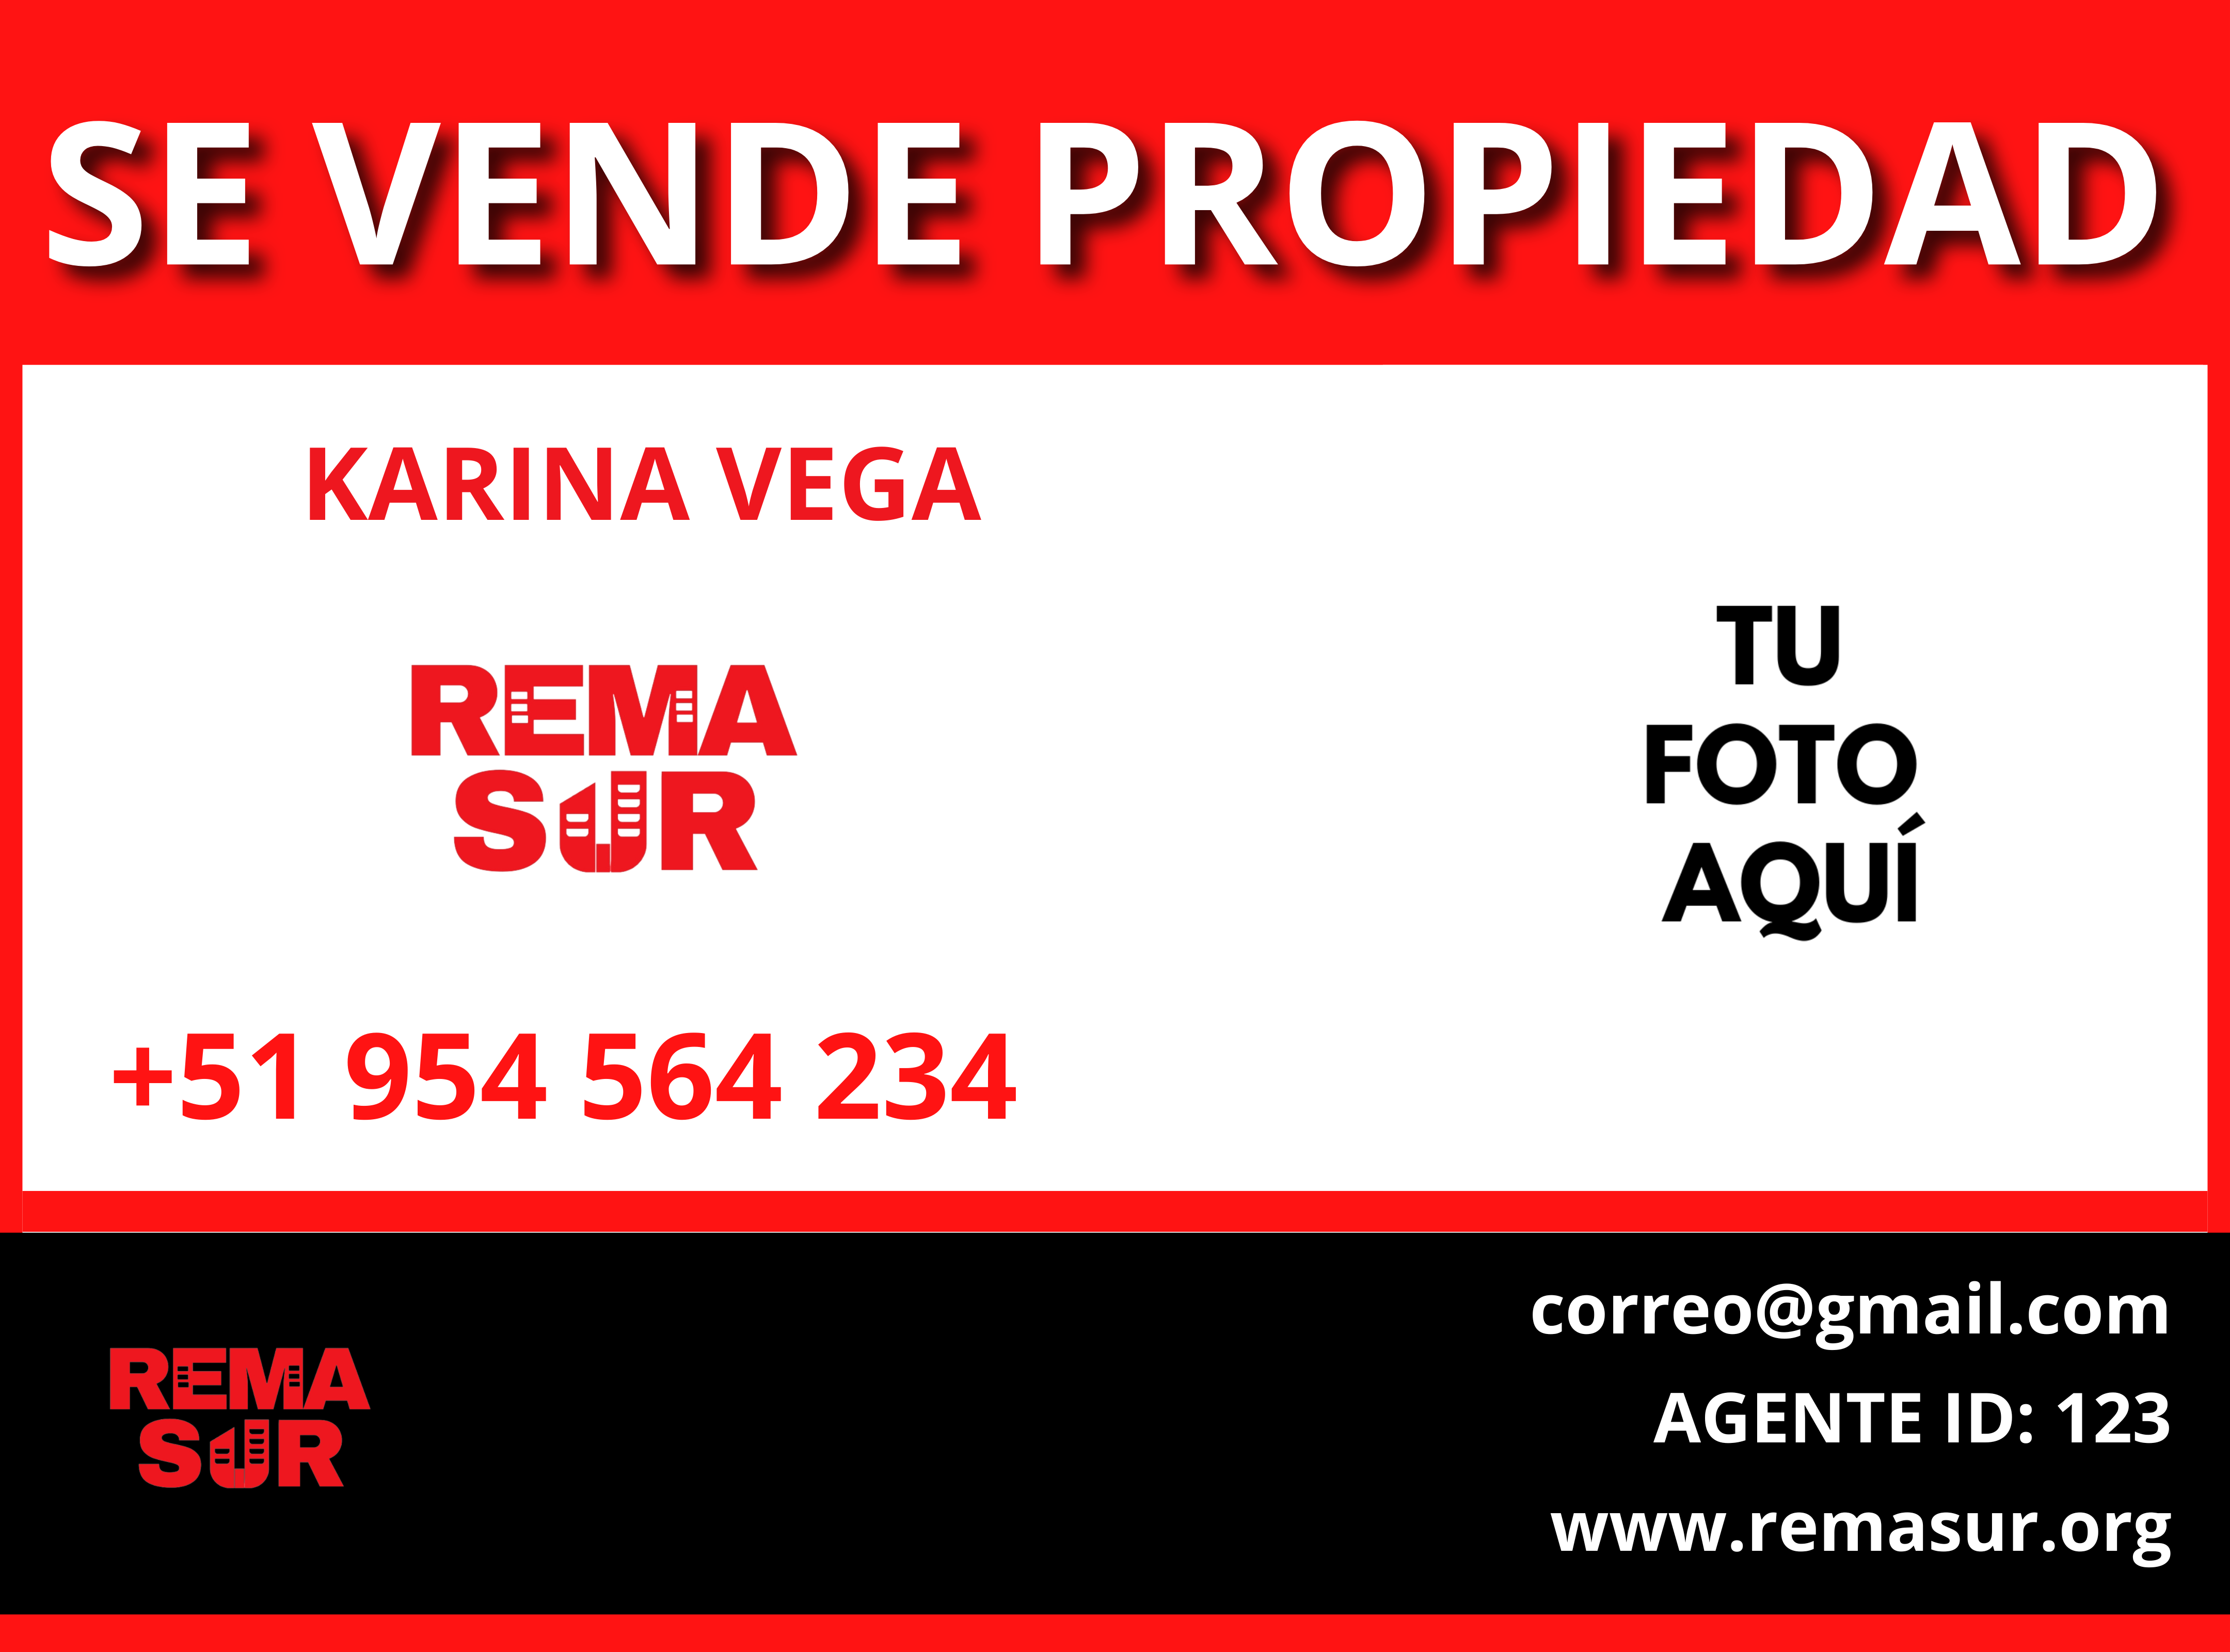 SE VENDE PROPIEDAD
KARINA VEGA
REMA
SUR
+51 954 564 234
TU
FOTO
AQUÍ
REMA
SUR
correo@gmail.com
AGENTE ID: 123
www.remasur.org